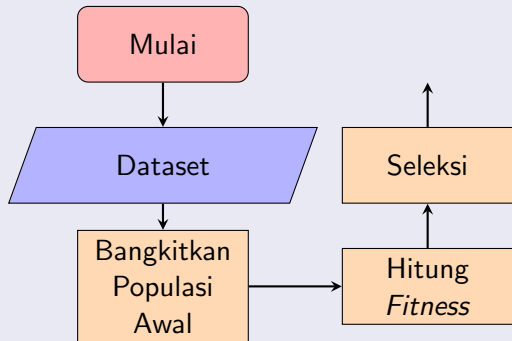 Mulai
Dataset
Bangkitkan
Populasi
Awal
Hitung
Fitness
Seleksi